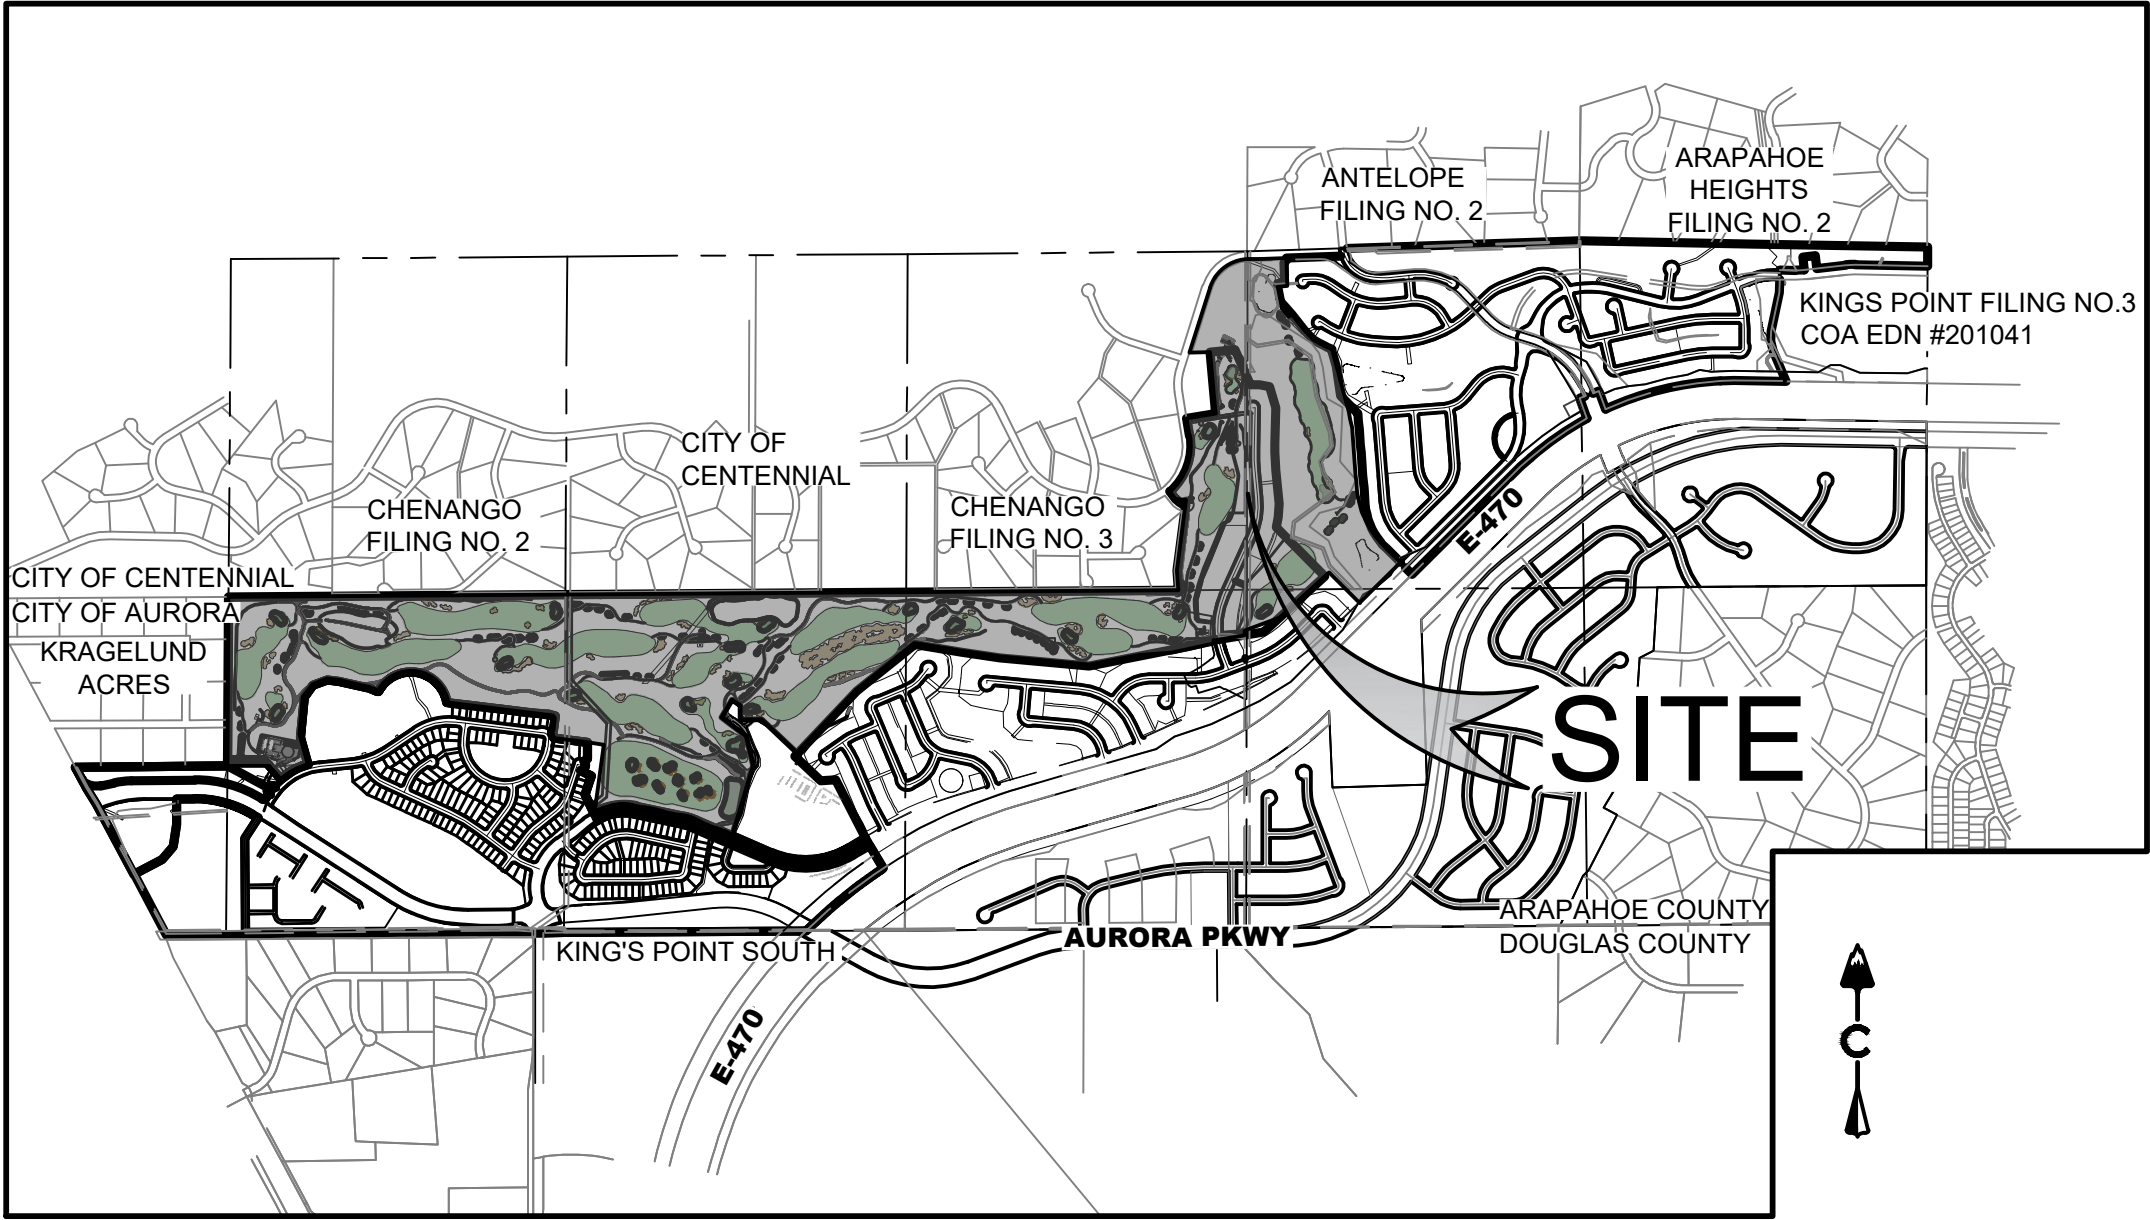 ARAPAHOE
HEIGHTS
FILING NO. 2
ANTELOPE
FILING NO. 2
KINGS POINT FILING NO.3
COA EDN #201041
CITY OF
CENTENNIAL
CHENANGO
FILING NO. 2
CHENANGO
FILING NO. 3
E-470
CITY OF CENTENNIAL
CITY OF AURORA
KRAGELUND
ACRES
SITE
ARAPAHOE COUNTY
DOUGLAS COUNTY
AURORA PKWY
KING'S POINT SOUTH
E-470
C